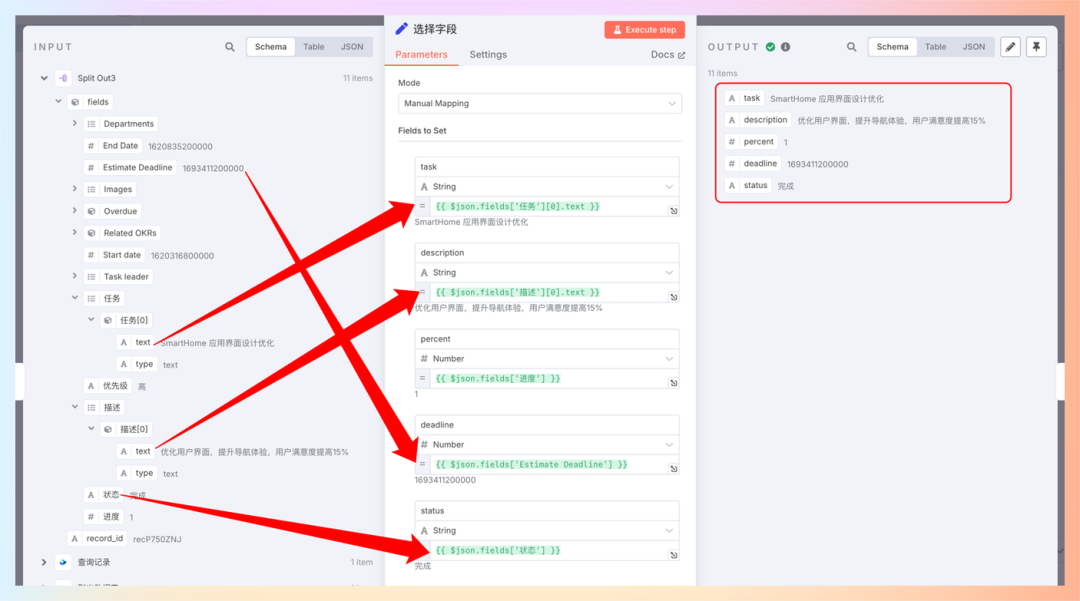 INPUT
Schema
Table
JSON
Split Out3
11 items
fields
Departments
# End Date 1620835200000
# Estimate Deadline 1693411200000
Images
Overdue
Related OKRs
# Start date 1620316800000
Task leader
任务
任务[0]
A text SmartHome 应用界面设计优化
A type text
A 优先级 高
描述
描述[0]
A text 优化用户界面，提升导航体验，用户满意度提高15%
A type text
A 状态 完成
# 进度 1
A record_id recP750ZNJ
查询记录
1 item
选择字段
Execute step
Parameters
Settings
Docs
Mode
Manual Mapping
Fields to Set
task
A String
= {{ $json.fields['任务'][0].text }}
SmartHome 应用界面设计优化
description
A String
= {{ $json.fields['描述'][0].text }}
优化用户界面，提升导航体验，用户满意度提高15%
percent
# Number
= {{ $json.fields['进度'] }}
1
deadline
# Number
= {{ $json.fields['Estimate Deadline'] }}
1693411200000
status
A String
= {{ $json.fields['状态'] }}
完成
OUTPUT
Schema
Table
JSON
11 items
A task SmartHome 应用界面设计优化
A description 优化用户界面，提升导航体验，用户满意度提高15%
# percent 1
# deadline 1693411200000
A status 完成